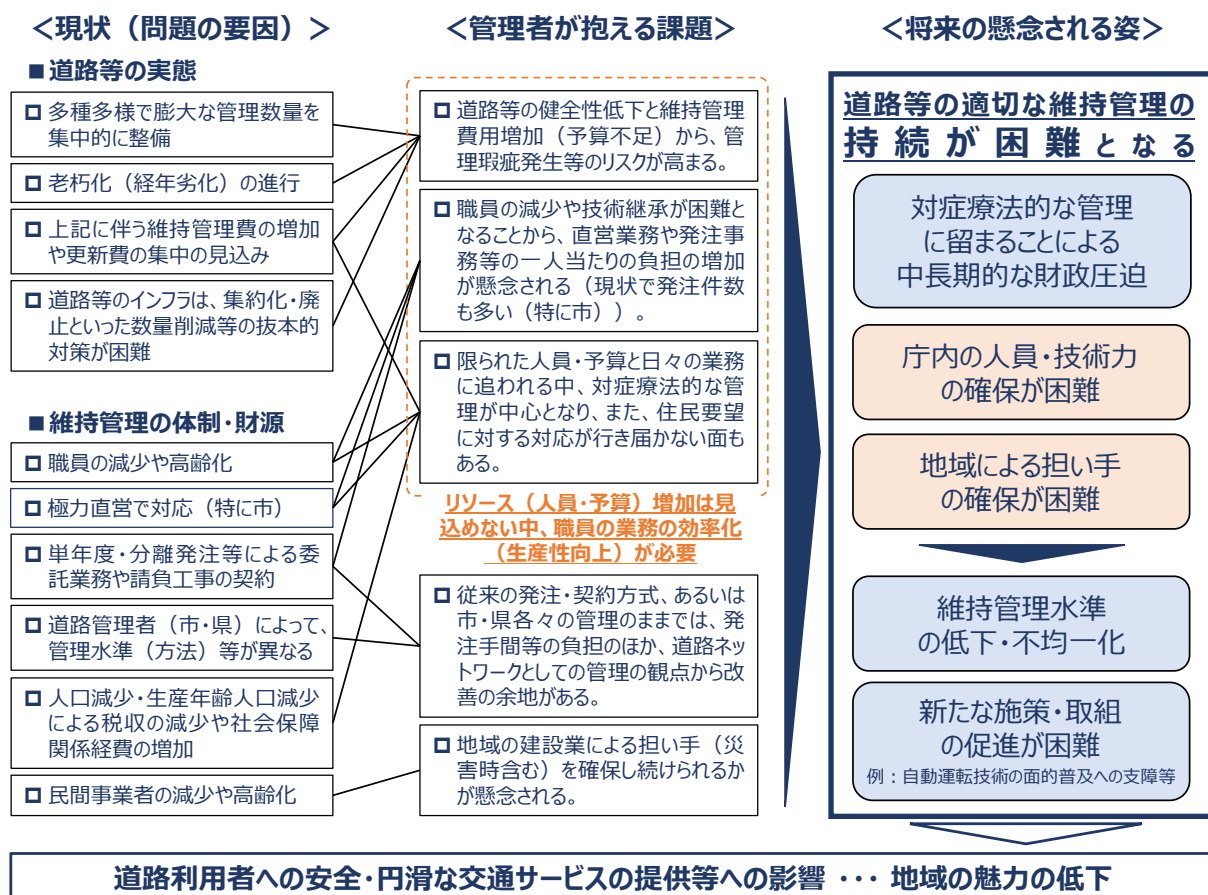 ＜現状（問題の要因）＞
■道路等の実態
多種多様で膨大な管理数量を
集中的に整備
老朽化（経年劣化）の進行
上記に伴う維持管理費の増加
や更新費の集中の見込み
道路等のインフラは、集約化・廃
止といった数量削減等の抜本的
対策が困難
■維持管理の体制・財源
職員の減少や高齢化
極力直営で対応（特に市）
単年度・分離発注等による委
託業務や請負工事の契約
道路管理者（市・県）によって、
管理水準（方法）等が異なる
人口減少・生産年齢人口減少
による税収の減少や社会保障
関係経費の増加
民間事業者の減少や高齢化
＜管理者が抱える課題＞
道路等の健全性低下と維持管理
費用増加（予算不足）から、管
理瑕疵発生等のリスクが高まる。
職員の減少や技術継承が困難と
なることから、直営業務や発注事
務等の一人当たりの負担の増加
が懸念される（現状で発注件数
も多い（特に市））。
限られた人員・予算と日々の業務
に追われる中、対症療法的な管
理が中心となり、また、住民要望
に対する対応が行き届かない面も
ある。
リソース（人員・予算）増加は見
込めない中、職員の業務の効率化
（生産性向上）が必要
従来の発注・契約方式、あるいは
市・県各々の管理のままでは、発
注手間等の負担のほか、道路ネッ
トワークとしての管理の観点から改
善の余地がある。
地域の建設業による担い手（災
害時含む）を確保し続けられるか
が懸念される。
＜将来の懸念される姿＞
道路等の適切な維持管理の
持続が困難となる
対症療法的な管理
に留まることによる
中長期的な財政圧迫
庁内の人員・技術力
の確保が困難
地域による担い手
の確保が困難
維持管理水準
の低下・不均一化
新たな施策・取組
の促進が困難
例：自動運転技術の面的普及への支障等
道路利用者への安全・円滑な交通サービスの提供等への影響 ・・・ 地域の魅力の低下